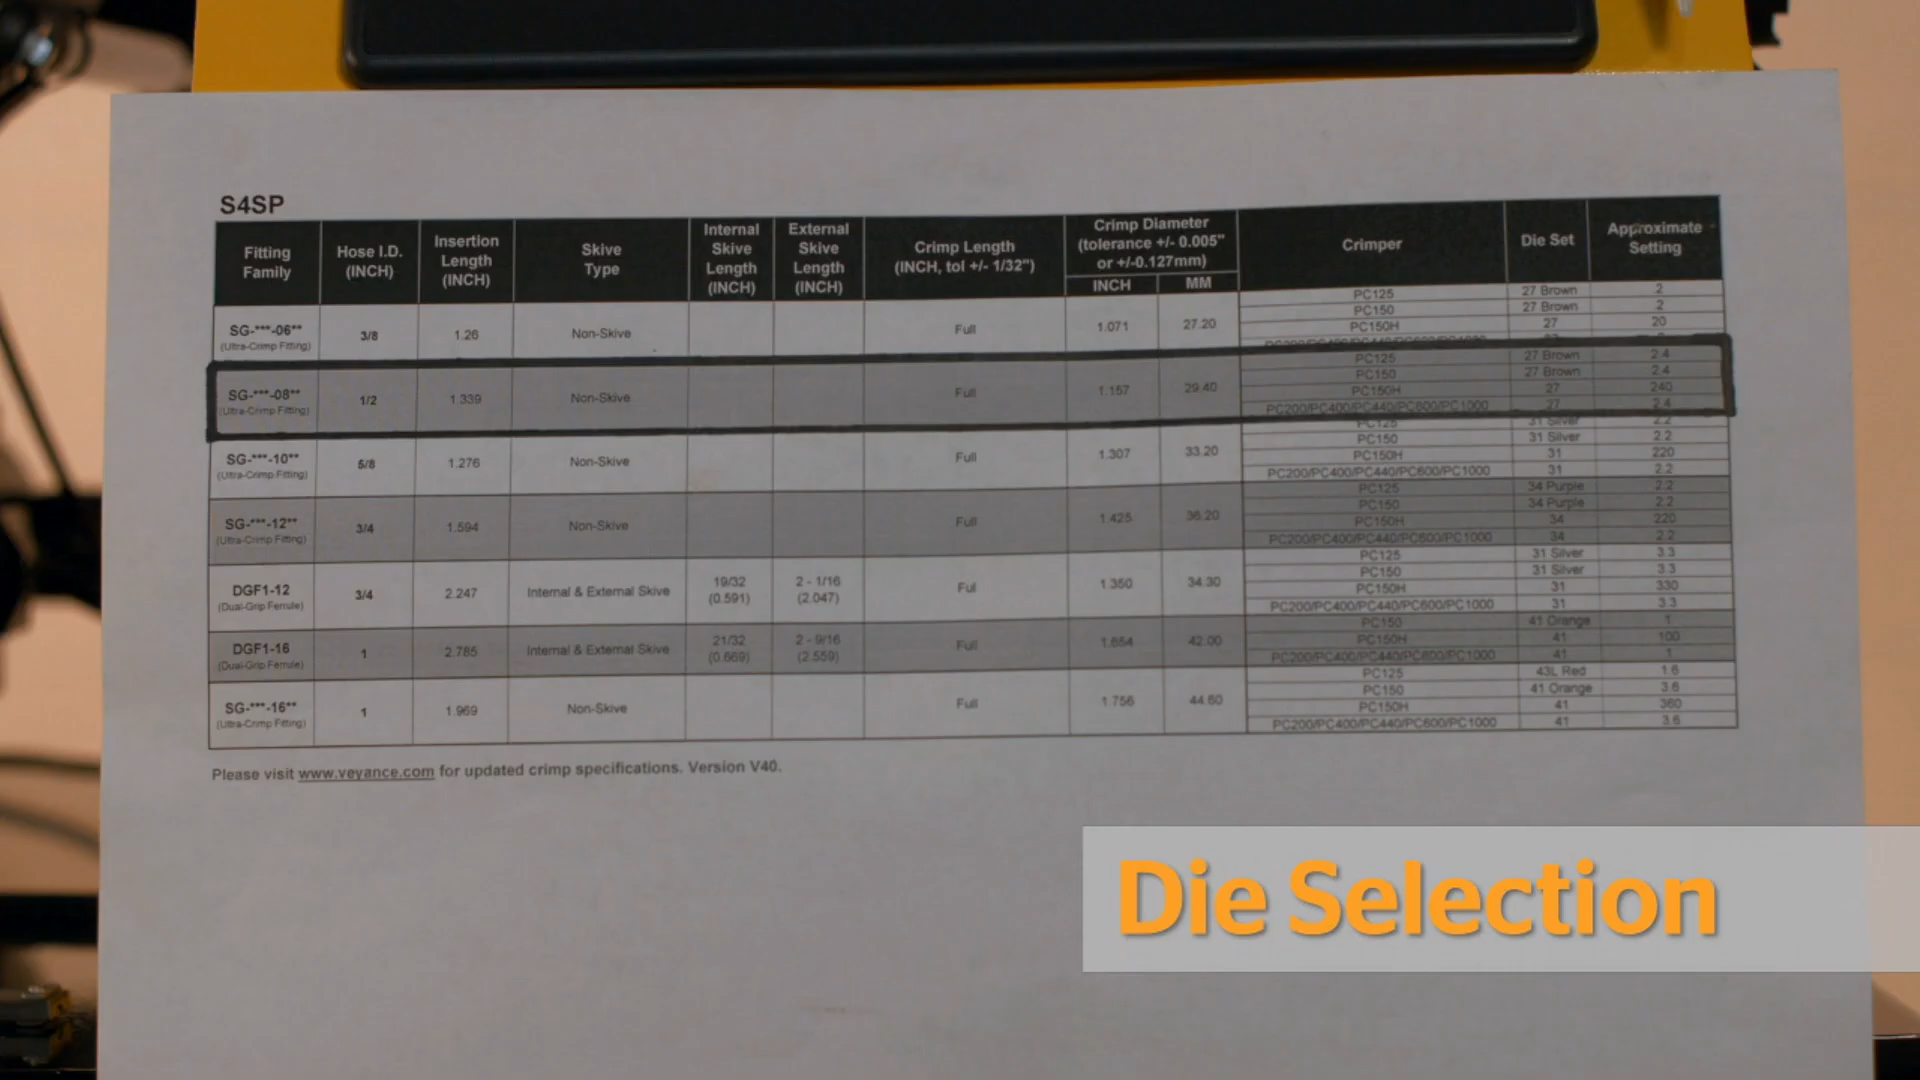 S4SP
Fitting Family | Hose I.D. (INCH) | Insertion Length (INCH) | Skive Type | Internal Skive Length (INCH) | External Skive Length (INCH) | Crimp Length (INCH, tol +/- 1/32") | Crimp Diameter (tolerance +/- 0.005" or +/-0.127mm) INCH MM | Crimper | Die Set | Approximate Setting
SG-***-06** (Ultra-Crimp Fitting) | 3/8 | 1.26 | Non-Skive | Full | 1.071 | 27.20
PC125 | 27 Brown | 2
PC150 | 27 Brown | 2
PC150H | 27 | 20
SG-***-08** (Ultra-Crimp Fitting) | 1/2 | 1.339 | Non-Skive | Full | 1.157 | 29.40
PC125 | 27 Brown | 2.4
PC150 | 27 Brown | 2.4
PC150H | 27 | 240
PC200/PC400/PC440/PC600/PC1000 | 27 | 2.4
SG-***-10** (Ultra-Crimp Fitting) | 5/8 | 1.276 | Non-Skive | Full | 1.307 | 33.20
PC125 | 31 Silver | 2.2
PC150 | 31 Silver | 2.2
PC150H | 31 | 220
PC200/PC400/PC440/PC600/PC1000 | 31 | 2.2
SG-***-12** (Ultra-Crimp Fitting) | 3/4 | 1.594 | Non-Skive | Full | 1.425 | 36.20
PC125 | 34 Purple | 2.2
PC150 | 34 Purple | 2.2
PC150H | 34 | 220
PC200/PC400/PC440/PC600/PC1000 | 34 | 2.2
DGF1-12 (Dual-Grip Ferrule) | 3/4 | 2.247 | Internal & External Skive | 19/32 (0.591) | 2 - 1/16 (2.047) | Ful | 1.350 | 34.30
PC125 | 31 Silver | 3.3
PC150 | 31 Silver | 3.3
PC150H | 31 | 330
PC200/PC400/PC440/PC600/PC1000 | 31 | 3.3
DGF1-16 (Dual-Grip Ferrule) | 1 | 2.785 | Internal & External Skive | 21/32 (0.669) | 2 - 9/16 (2.559) | Full | 1.654 | 42.00
PC150 | 41 Orange | 1
PC150H | 41 | 100
PC200/PC400/PC440/PC600/PC1000 | 41 | 1
SG-***-16** (Ultra-Crimp Fitting) | 1 | 1.969 | Non-Skive | Full | 1.756 | 44.60
PC125 | 43L Red | 1.6
PC150 | 41 Orange | 3.6
PC150H | 41 | 360
PC200/PC400/PC440/PC600/PC1000 | 41 | 3.6
Please visit www.veyance.com for updated crimp specifications. Version V40.
Die Selection